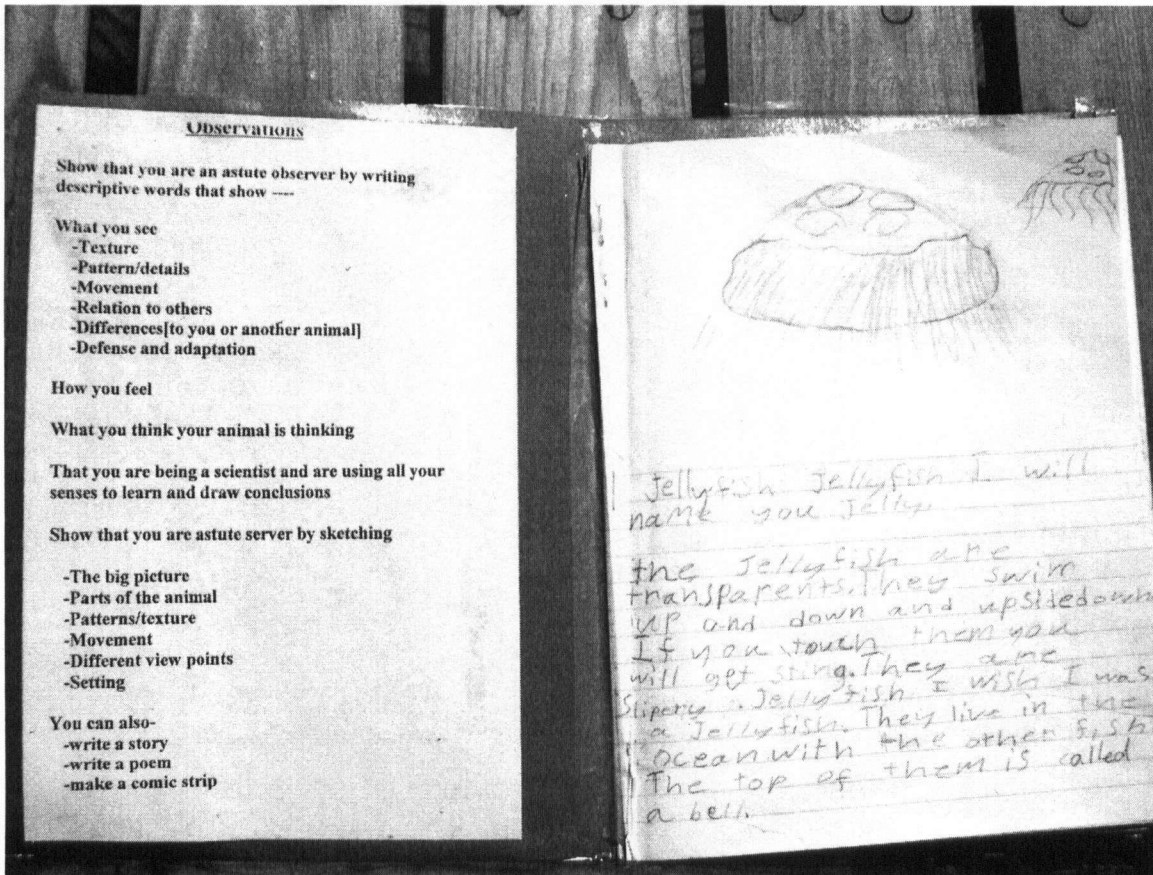 Observations
Show that you are an astute observer by writing
descriptive words that show ----
What you see
-Texture
-Pattern/details
-Movement
-Relation to others
-Differences[to you or another animal]
-Defense and adaptation
How you feel
What you think your animal is thinking
That you are being a scientist and are using all your
senses to learn and draw conclusions
Show that you are astute server by sketching
-The big picture
-Parts of the animal
-Patterns/texture
-Movement
-Different view points
-Setting
You can also-
-write a story
-write a poem
-make a comic strip
Jellyfish Jellyfish I will
name you Jelly.
the Jellyfish are
transparents. They swim
up and down and upsidedown
If you touch them you
will get sting. They are
Slipery. Jellyfish I wish I was
a Jellyfish. They live in the
ocean with the other fish
The top of them is called
a bell.